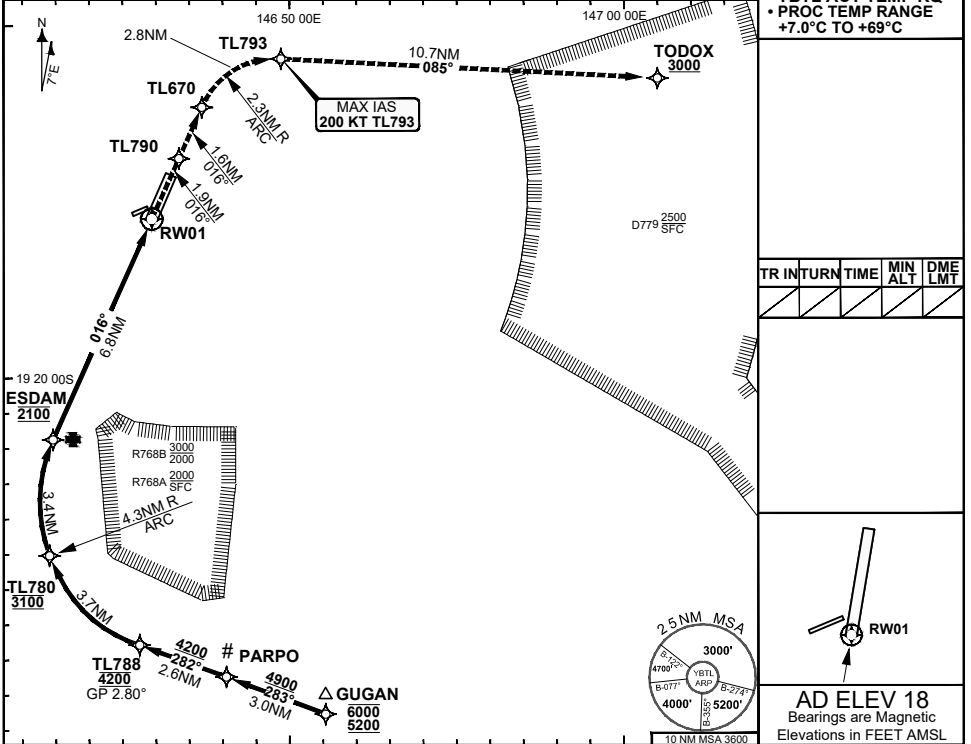 • PROC TEMP RANGE
+7.0°C TO +69°C
146 50 00E
147 00 00E
N
7°E
2.8NM
TL793
10.7NM
085°
TODOX
3000
TL670
MAX IAS
200 KT TL793
2.3NM R
ARC
TL790
1.6NM
016°
1.9NM
016°
RW01
D779 2500
SFC
TR IN TURN TIME MIN ALT DME LMT
016°
6.8NM
19 20 00S
ESDAM
2100
R768B 3000
2000
R768A 2000
SFC
3.4NM
4.3NM R
ARC
TL780
3100
3.7NM
TL788
4200
GP 2.80°
4200
282°
2.6NM
# PARPO
4900
283°
3.0NM
GUGAN
6000
5200
25NM MSA
3000'
B-122°
4700'
YBTL
ARP
B-077°
B-274°
4000'
B-355°
5200'
10 NM MSA 3600
RW01
AD ELEV 18
Bearings are Magnetic
Elevations in FEET AMSL